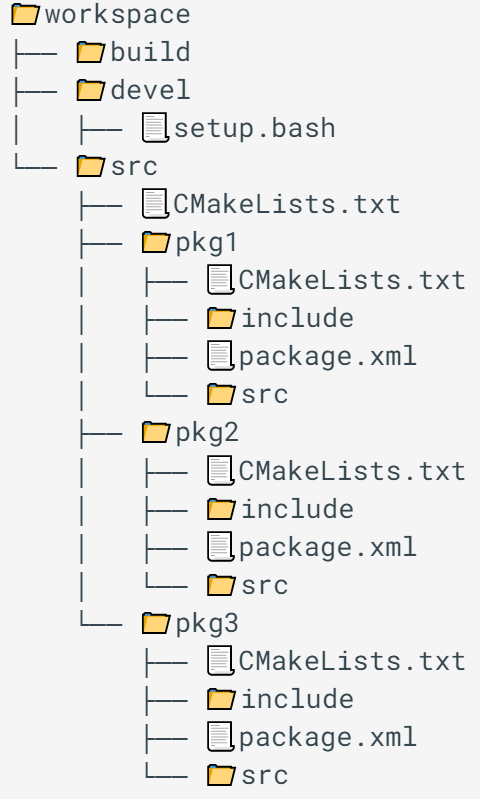 workspace
build
devel
setup.bash
src
CMakeLists.txt
pkg1
CMakeLists.txt
include
package.xml
src
pkg2
CMakeLists.txt
include
package.xml
src
pkg3
CMakeLists.txt
include
package.xml
src